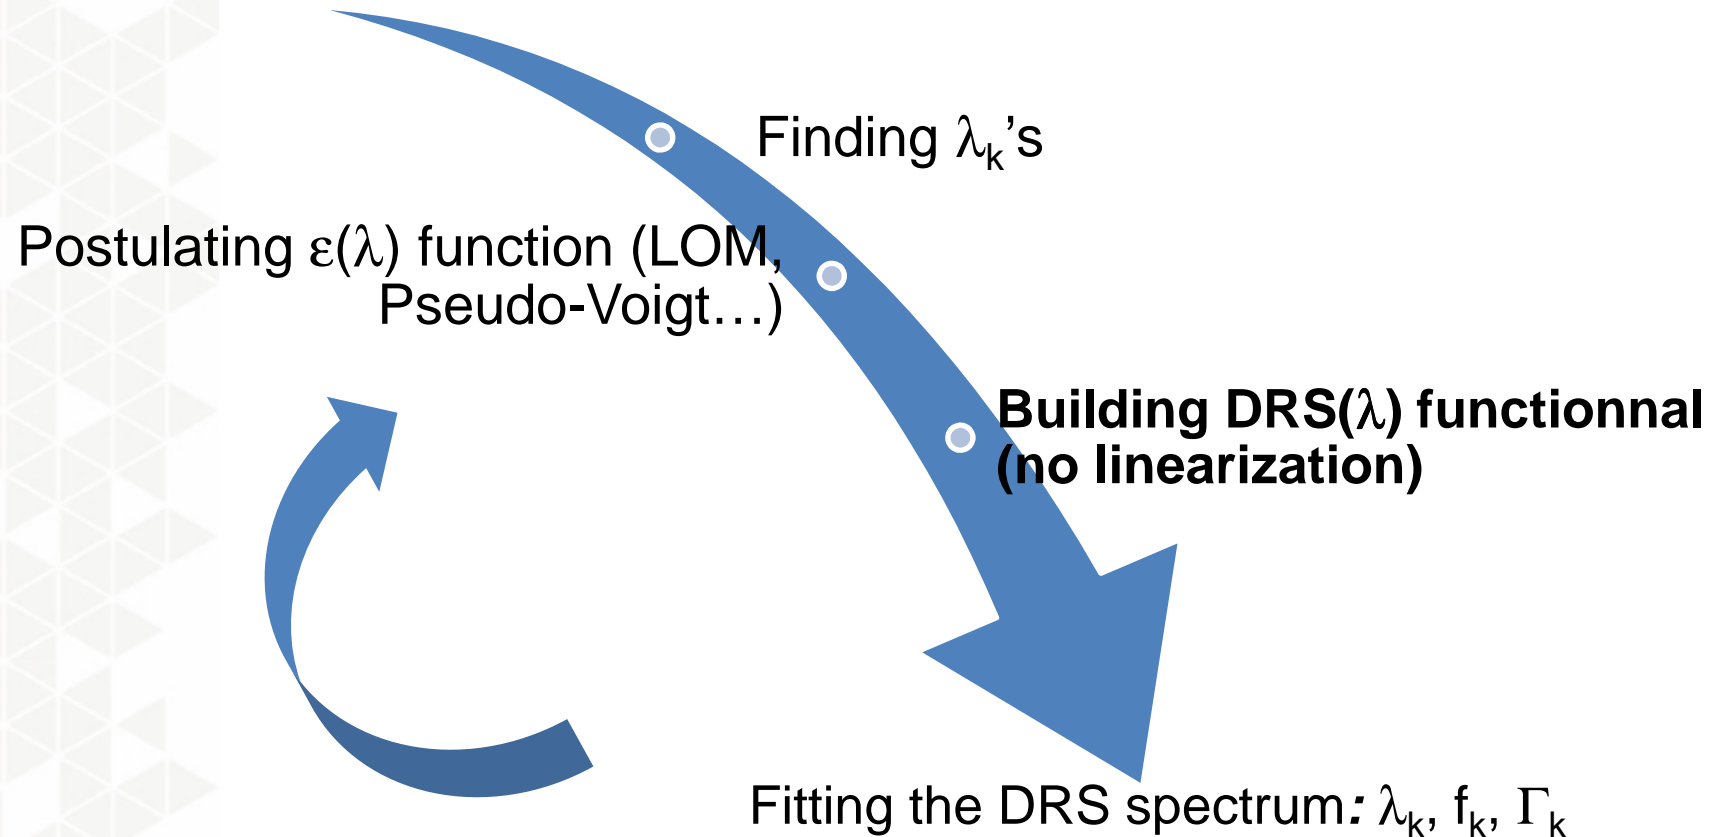 Finding λₖ’s
Postulating ε(λ) function (LOM,
Pseudo-Voigt…)
Building DRS(λ) functionnal
(no linearization)
Fitting the DRS spectrum: λₖ, fₖ, Γₖ